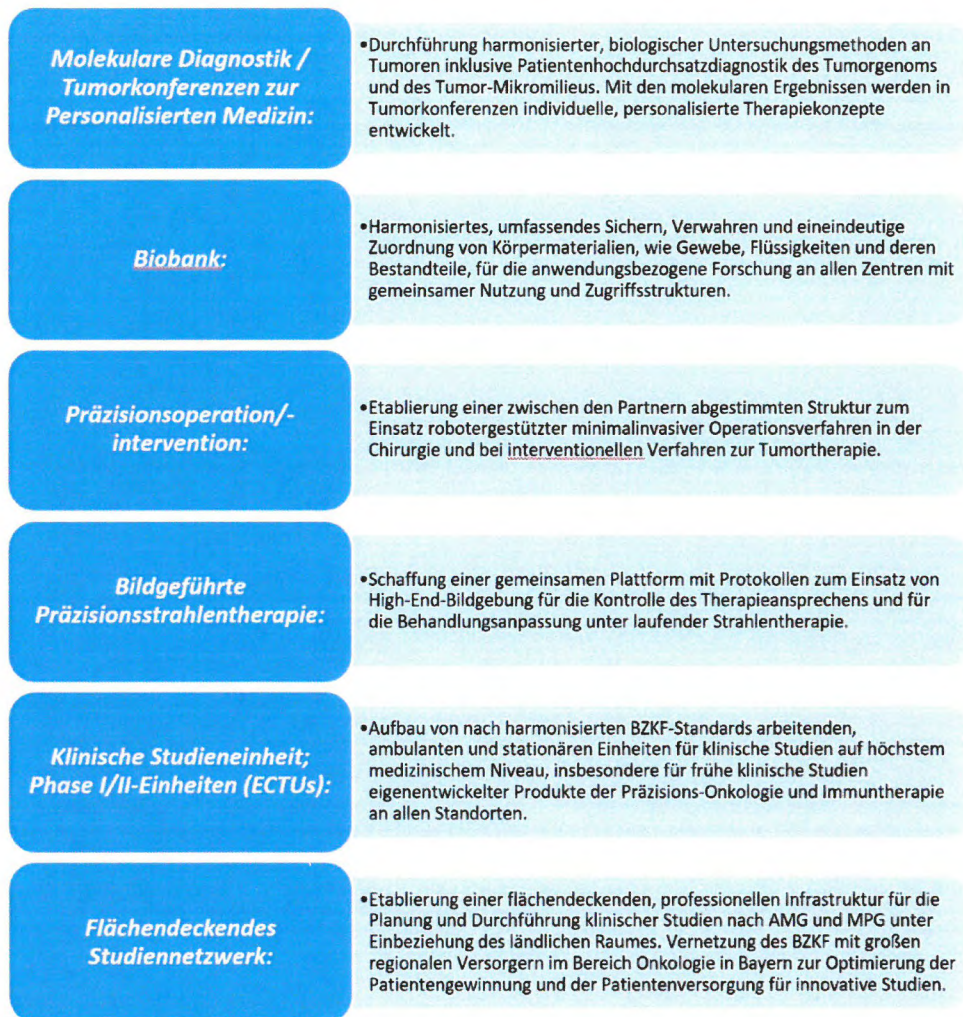 Molekulare Diagnostik /
Tumorkonferenzen zur
Personalisierten Medizin:
•Durchführung harmonisierter, biologischer Untersuchungsmethoden an
Tumoren inklusive Patientenhochdurchsatzdiagnostik des Tumorgenoms
und des Tumor-Mikromilieus. Mit den molekularen Ergebnissen werden in
Tumorkonferenzen individuelle, personalisierte Therapiekonzepte
entwickelt.
Biobank:
•Harmonisiertes, umfassendes Sichern, Verwahren und eineindeutige
Zuordnung von Körpermaterialien, wie Gewebe, Flüssigkeiten und deren
Bestandteile, für die anwendungsbezogene Forschung an allen Zentren mit
gemeinsamer Nutzung und Zugriffsstrukturen.
Präzisionsoperation/-
intervention:
•Etablierung einer zwischen den Partnern abgestimmten Struktur zum
Einsatz robotergestützter minimalinvasiver Operationsverfahren in der
Chirurgie und bei interventionellen Verfahren zur Tumortherapie.
Bildgeführte
Präzisionsstrahlentherapie:
•Schaffung einer gemeinsamen Plattform mit Protokollen zum Einsatz von
High-End-Bildgebung für die Kontrolle des Therapieansprechens und für
die Behandlungsanpassung unter laufender Strahlentherapie.
Klinische Studieneinheit;
Phase I/II-Einheiten (ECTUs):
•Aufbau von nach harmonisierten BZKF-Standards arbeitenden,
ambulanten und stationären Einheiten für klinische Studien auf höchstem
medizinischem Niveau, insbesondere für frühe klinische Studien
eigenentwickelter Produkte der Präzisions-Onkologie und Immuntherapie
an allen Standorten.
Flächendeckendes
Studiennetzwerk:
•Etablierung einer flächendeckenden, professionellen Infrastruktur für die
Planung und Durchführung klinischer Studien nach AMG und MPG unter
Einbeziehung des ländlichen Raumes. Vernetzung des BZKF mit großen
regionalen Versorgern im Bereich Onkologie in Bayern zur Optimierung der
Patientengewinnung und der Patientenversorgung für innovative Studien.